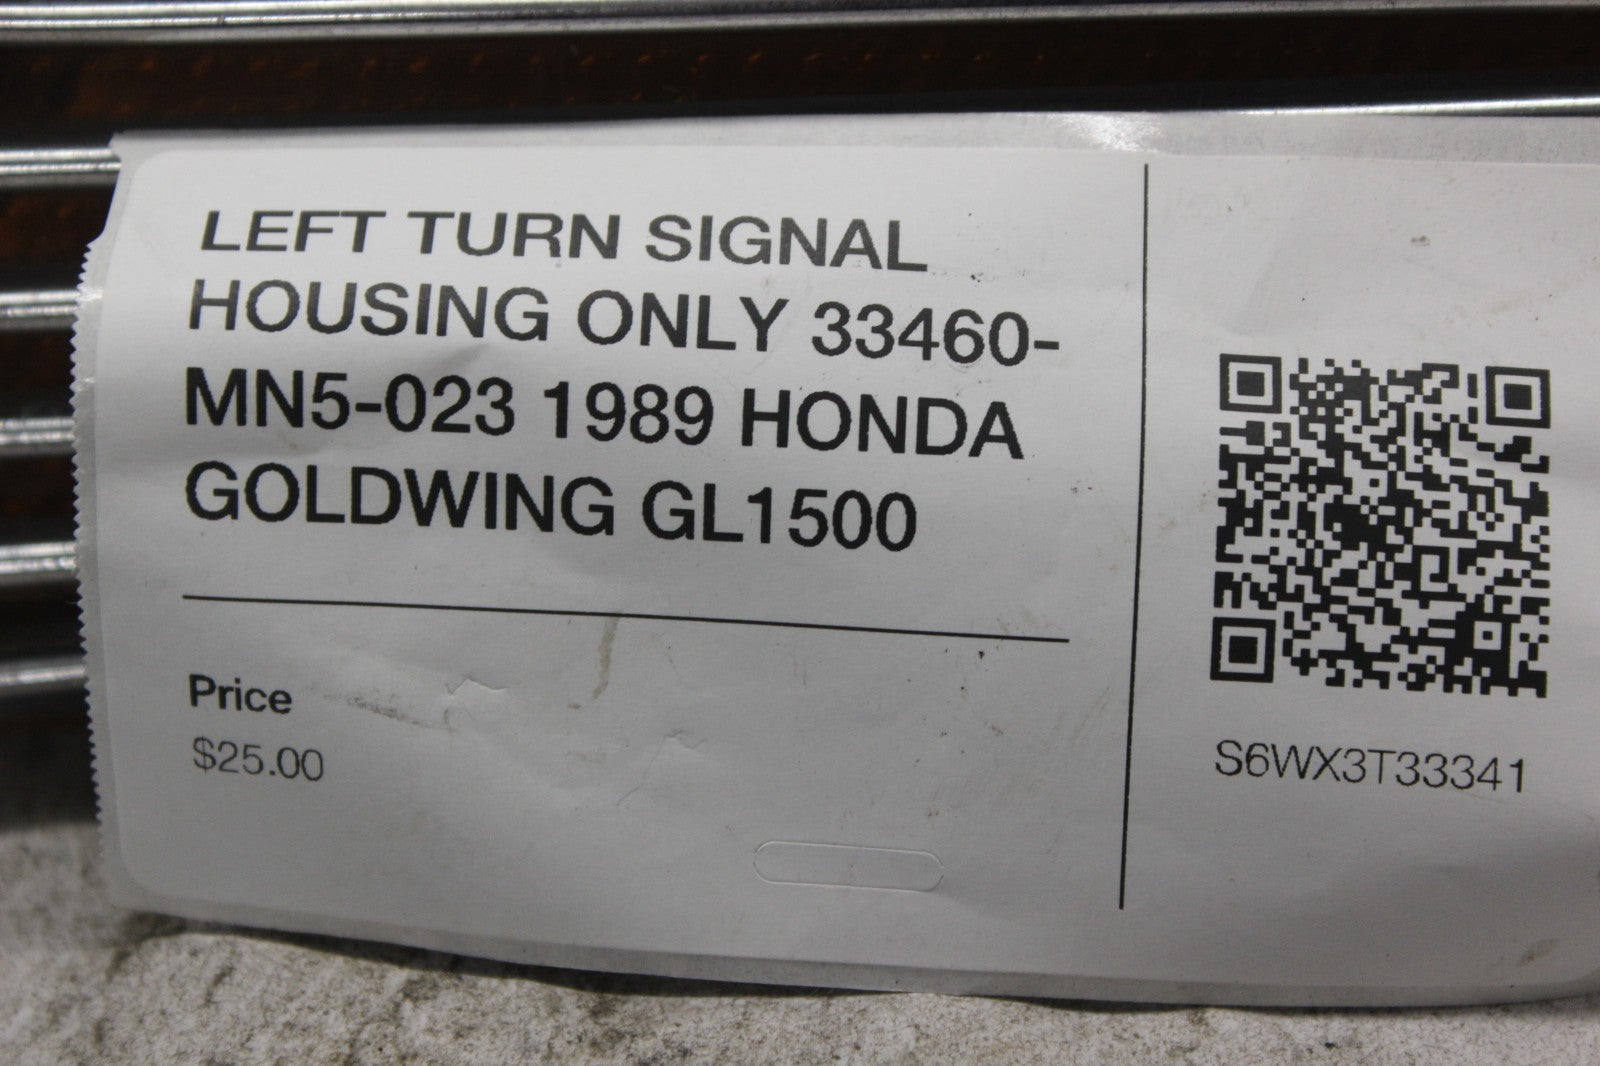 LEFT TURN SIGNAL
HOUSING ONLY 33460-
MN5-023 1989 HONDA
GOLDWING GL1500
Price
$25.00
S6WX3T33341